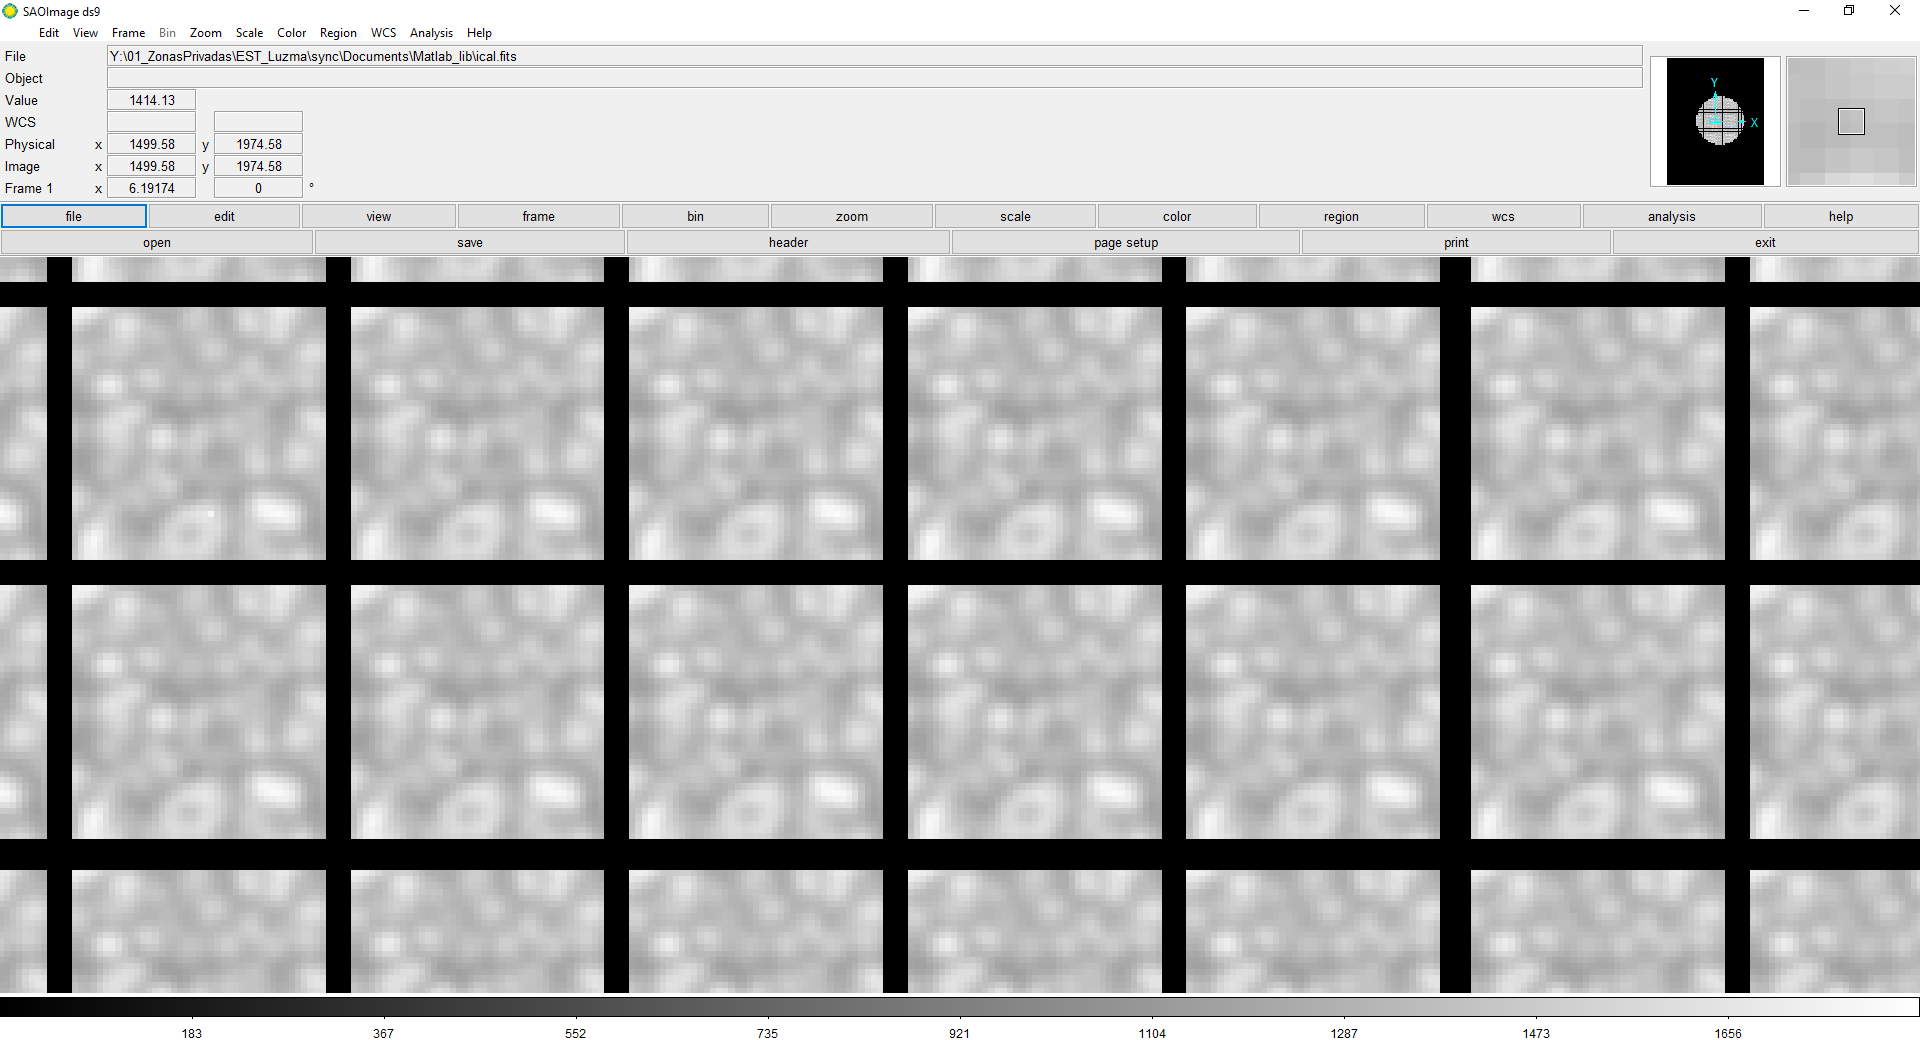 SAOImage ds9
Edit View Frame Bin Zoom Scale Color Region WCS Analysis Help
File Y:\01_ZonasPrivadas\EST_Luzma\sync\Documents\Matlab_lib\ical.fits
Object
Value 1414.13
WCS
Physical x 1499.58 y 1974.58
Image x 1499.58 y 1974.58
Frame 1 x 6.19174 0 °
Y
X
file edit view frame bin zoom scale color region wcs analysis help
open save header page setup print exit
183 367 552 735 921 1104 1287 1473 1656